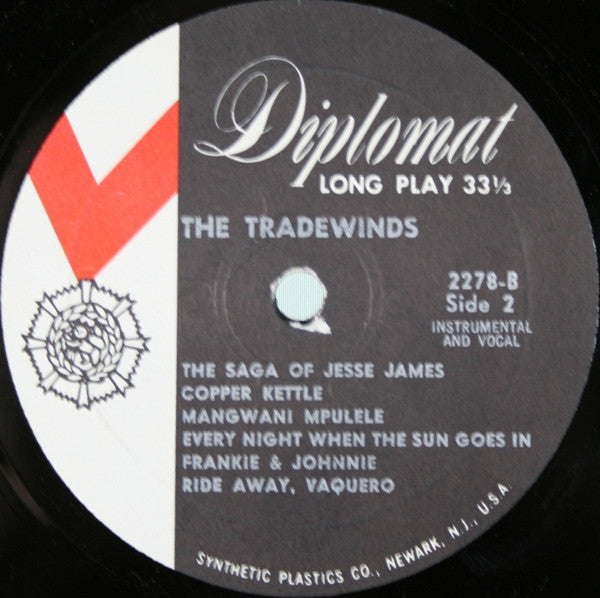 Diplomat
LONG PLAY 33⅓
THE TRADEWINDS
2278-B
Side 2
INSTRUMENTAL
AND VOCAL
THE SAGA OF JESSE JAMES
COPPER KETTLE
MANGWANI MPULELE
EVERY NIGHT WHEN THE SUN GOES IN
FRANKIE & JOHNNIE
RIDE AWAY, VAQUERO
SYNTHETIC PLASTICS CO., NEWARK, N.J., U.S.A.